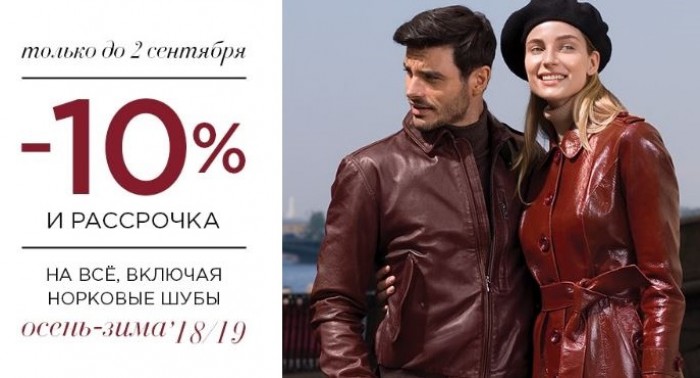 только до 2 сентября
-10%
И РАССРОЧКА
НА ВСЁ, ВКЛЮЧАЯ
НОРКОВЫЕ ШУБЫ
осень-зима’18/19